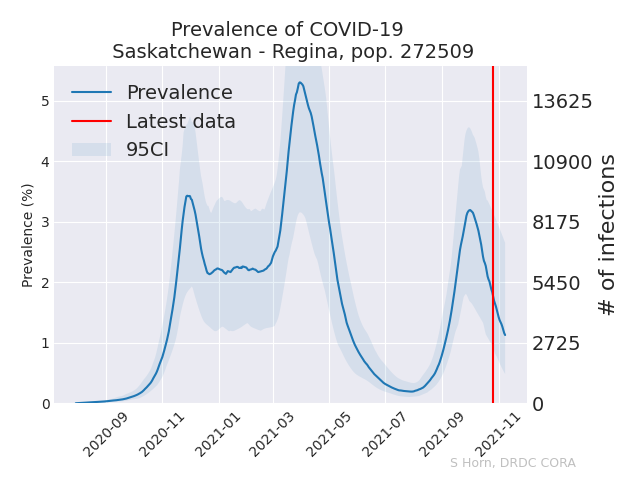 Prevalence of COVID-19
Saskatchewan - Regina, pop. 272509
Prevalence
Latest data
95CI
Prevalence (%)
5
4
3
2
1
0
13625
10900
8175
5450
2725
0
# of infections
2020-09
2020-11
2021-01
2021-03
2021-05
2021-07
2021-09
2021-11
S Horn, DRDC CORA